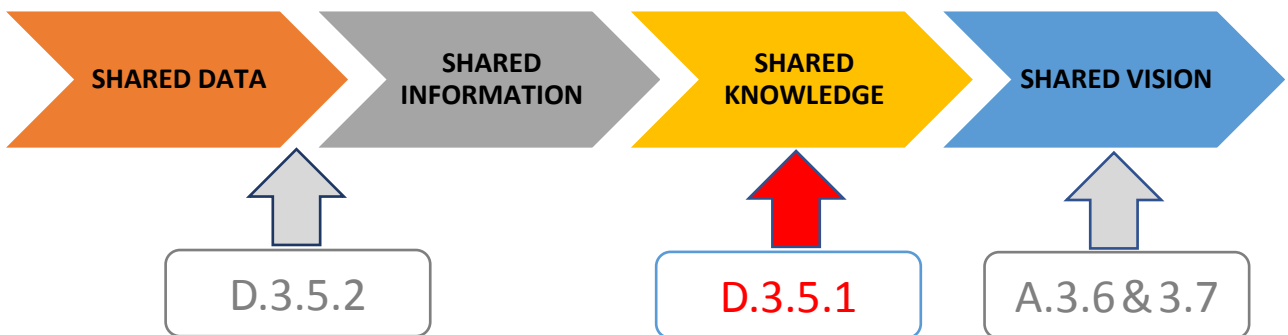 SHARED DATA
SHARED
INFORMATION
SHARED
KNOWLEDGE
SHARED VISION
D.3.5.2
D.3.5.1
A.3.6 & 3.7